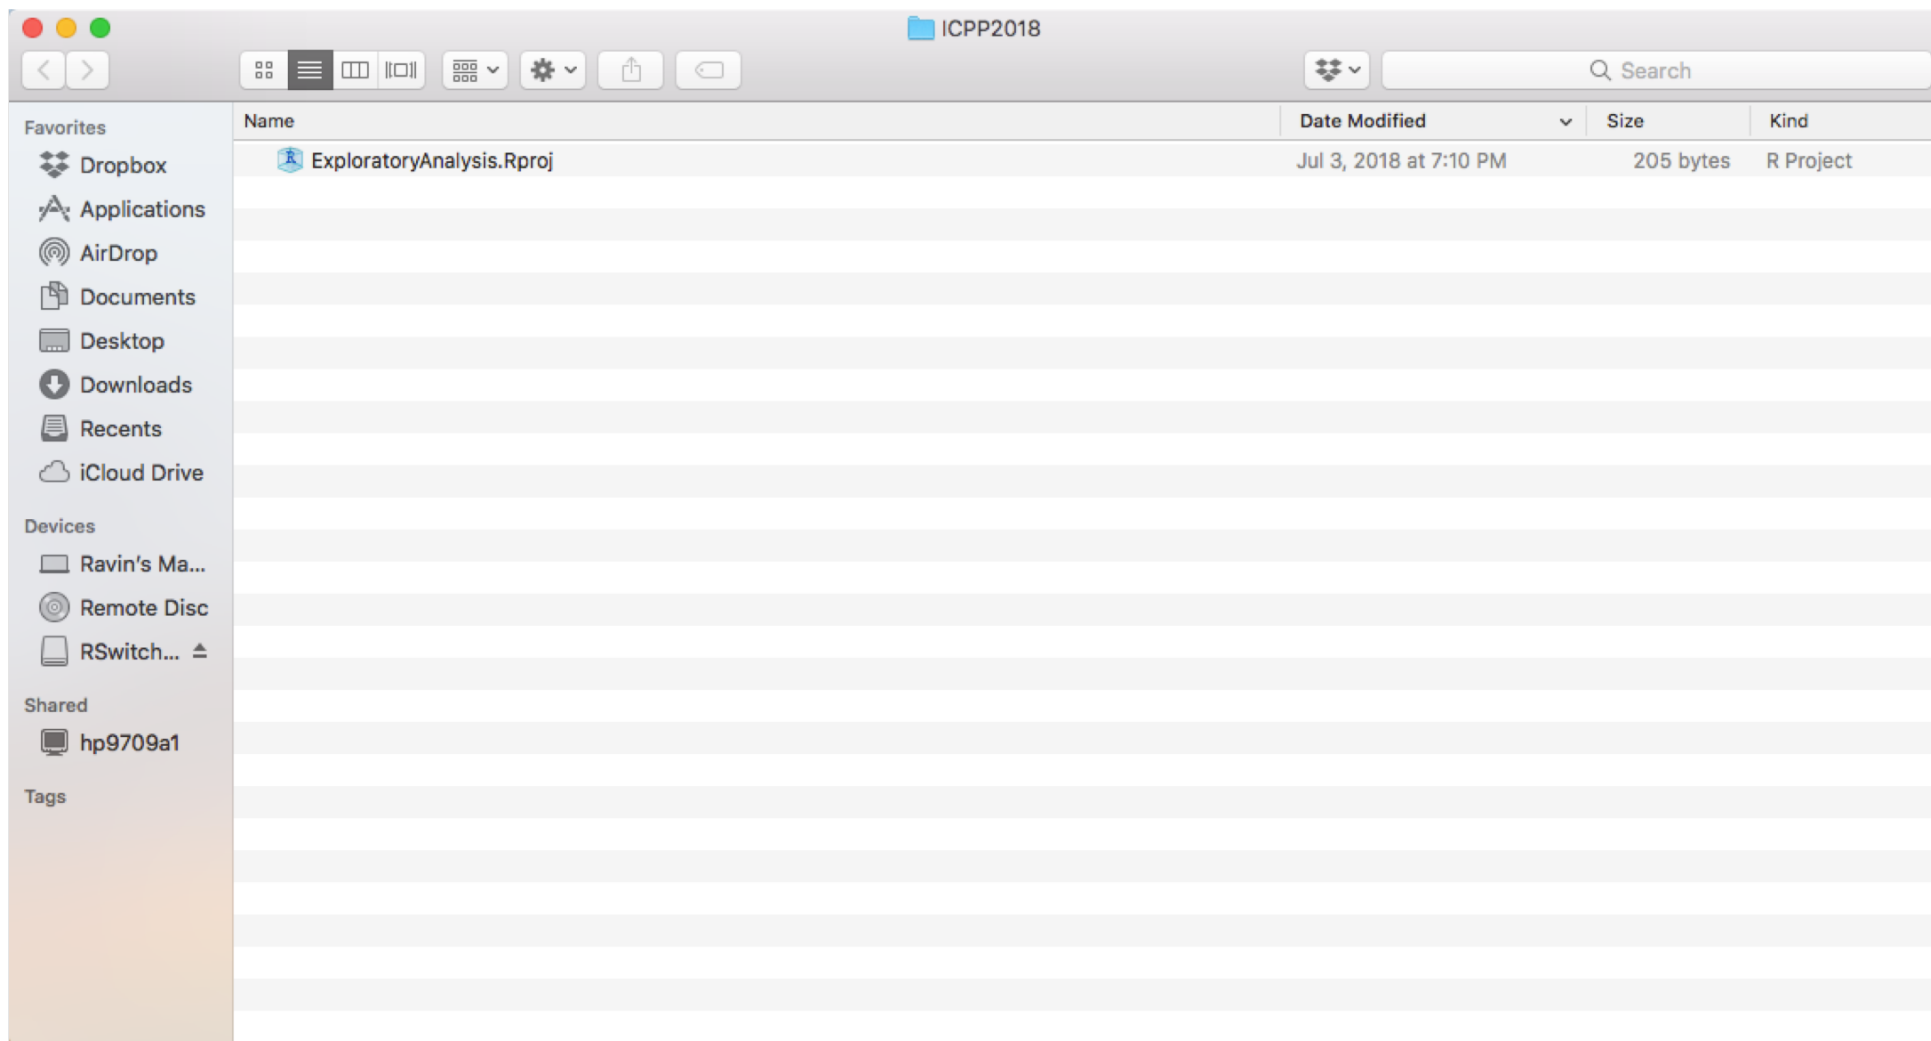 ICPP2018
Search
Favorites
Dropbox
Applications
AirDrop
Documents
Desktop
Downloads
Recents
iCloud Drive
Devices
Ravin's Ma...
Remote Disc
RSwitch...
Shared
hp9709a1
Tags
Name Date Modified Size Kind
ExploratoryAnalysis.Rproj Jul 3, 2018 at 7:10 PM 205 bytes R Project